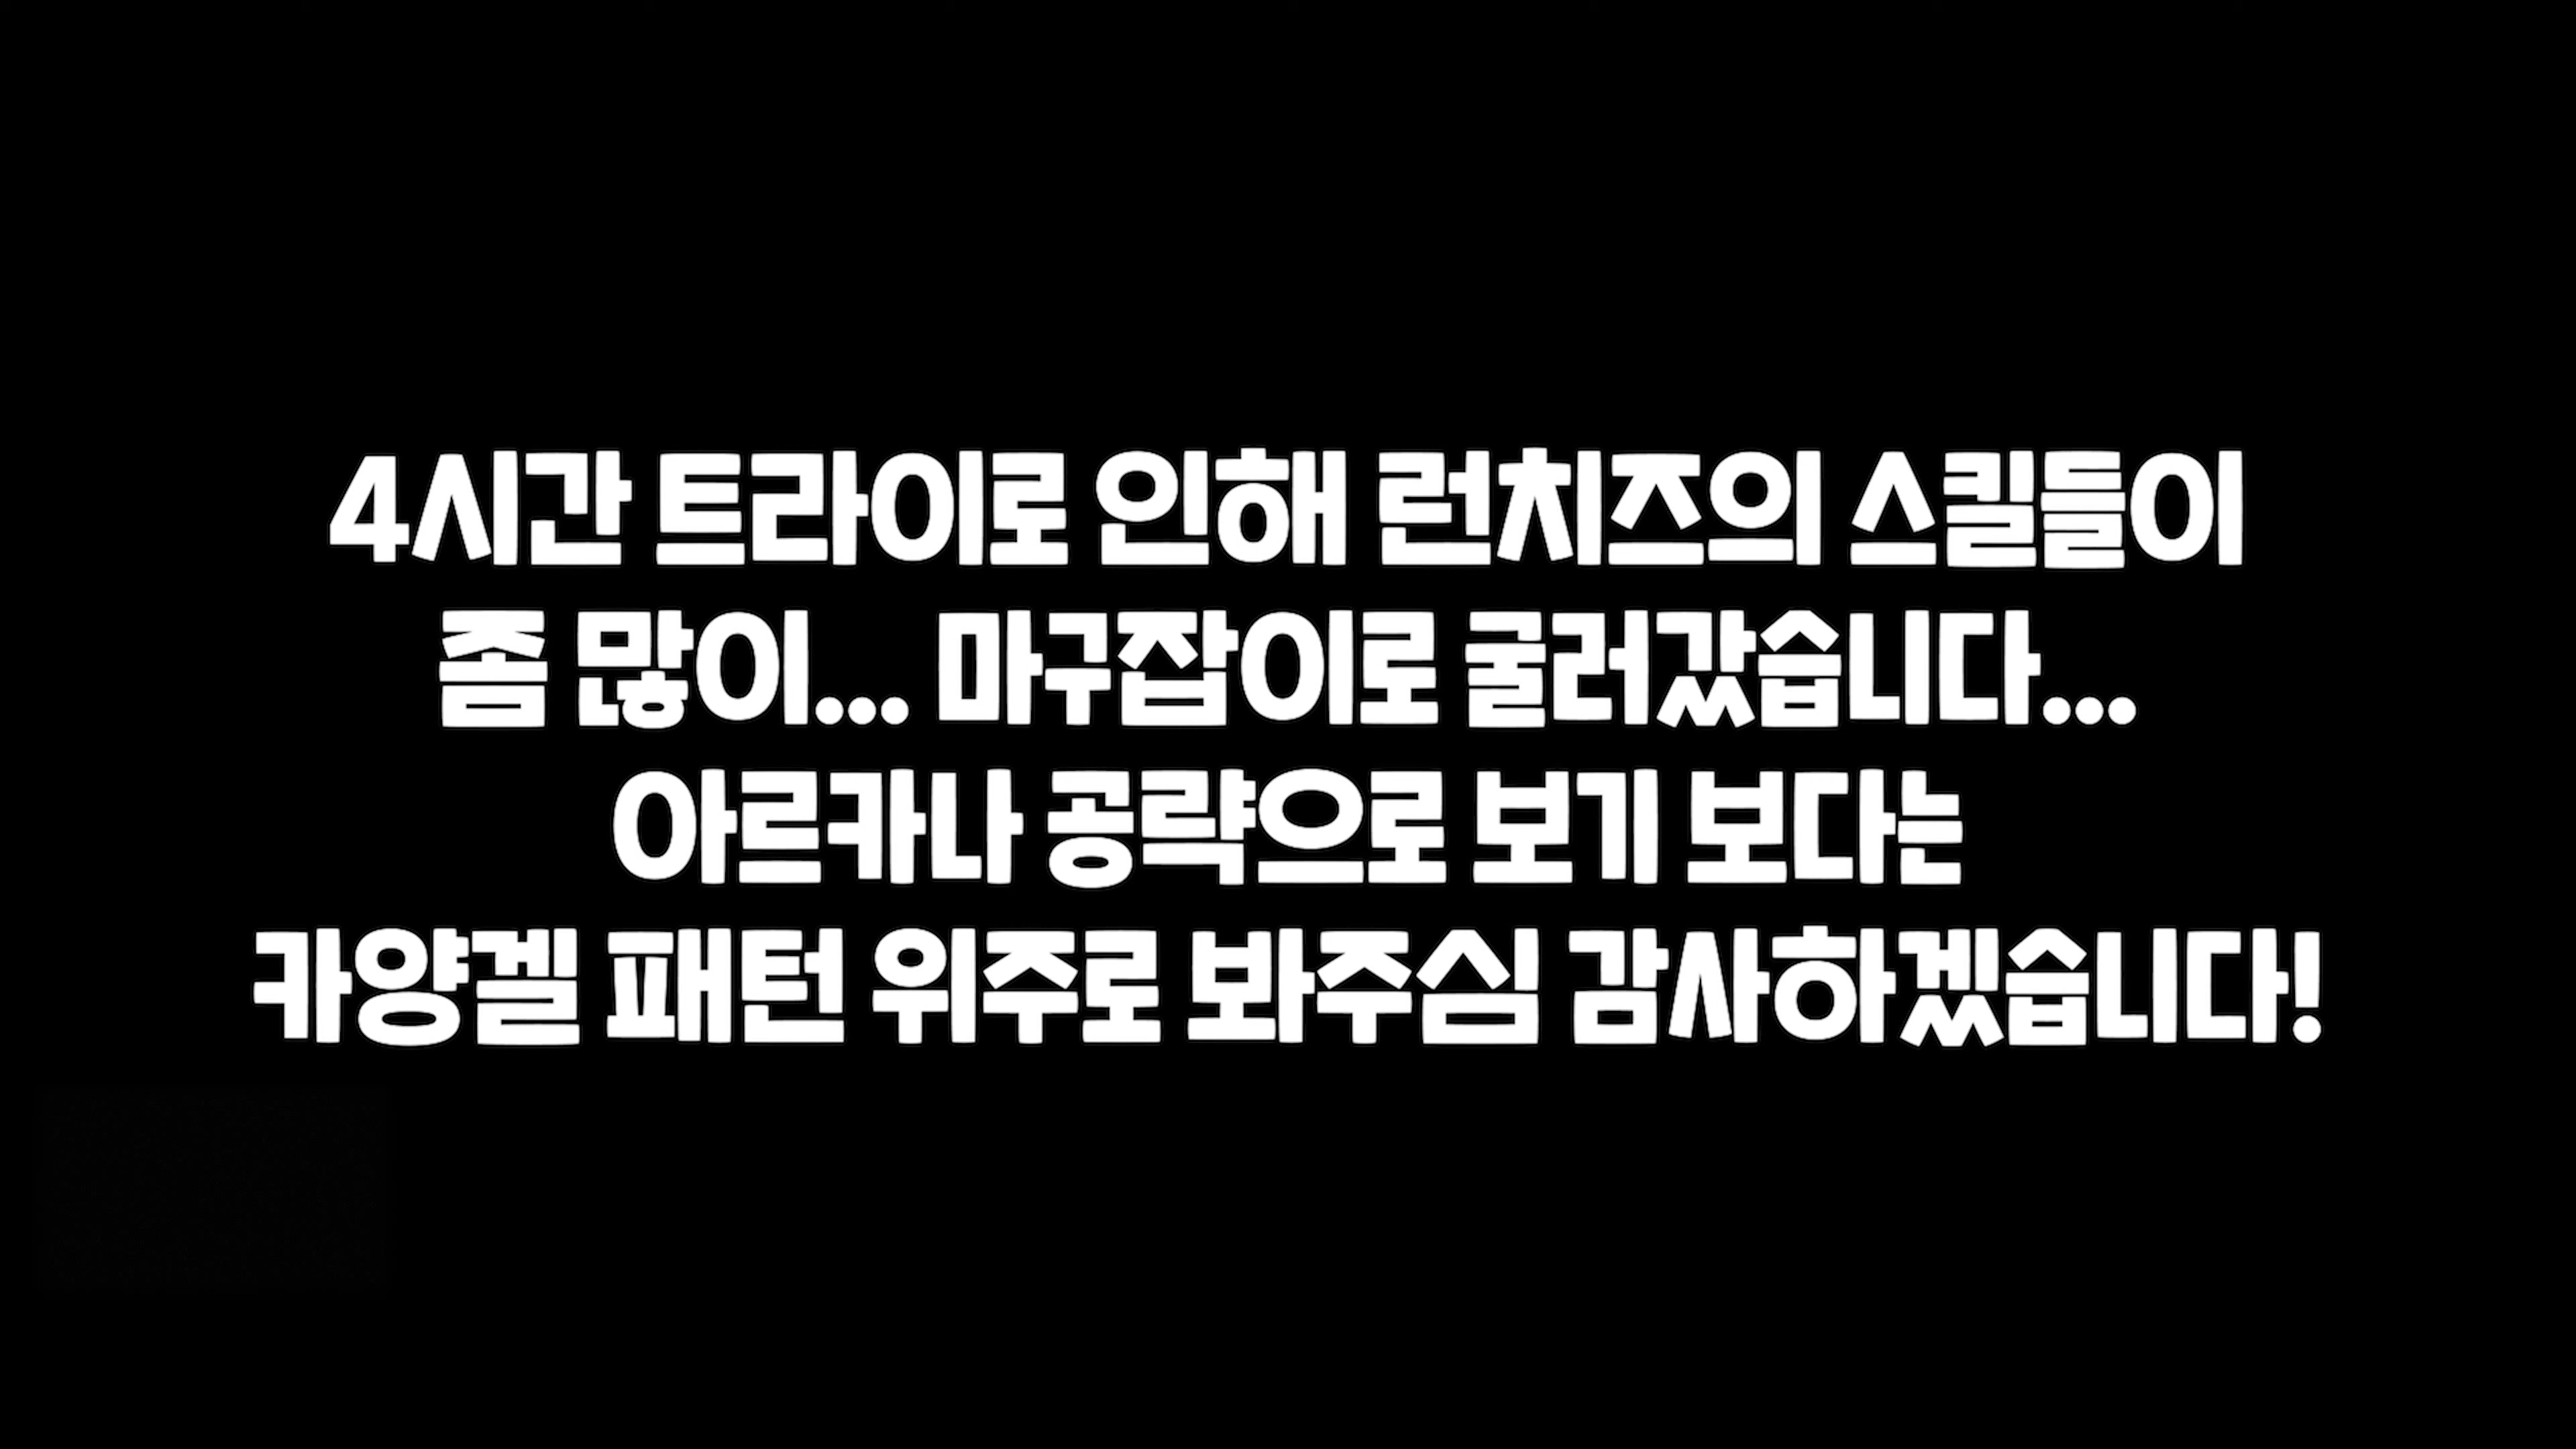 4시간 트라이로 인해 런치즈의 스킬들이
좀 많이... 마구잡이로 굴러갔습니다...
아르카나 공략으로 보기 보다는
카양겔 패턴 위주로 봐주심 감사하겠습니다!